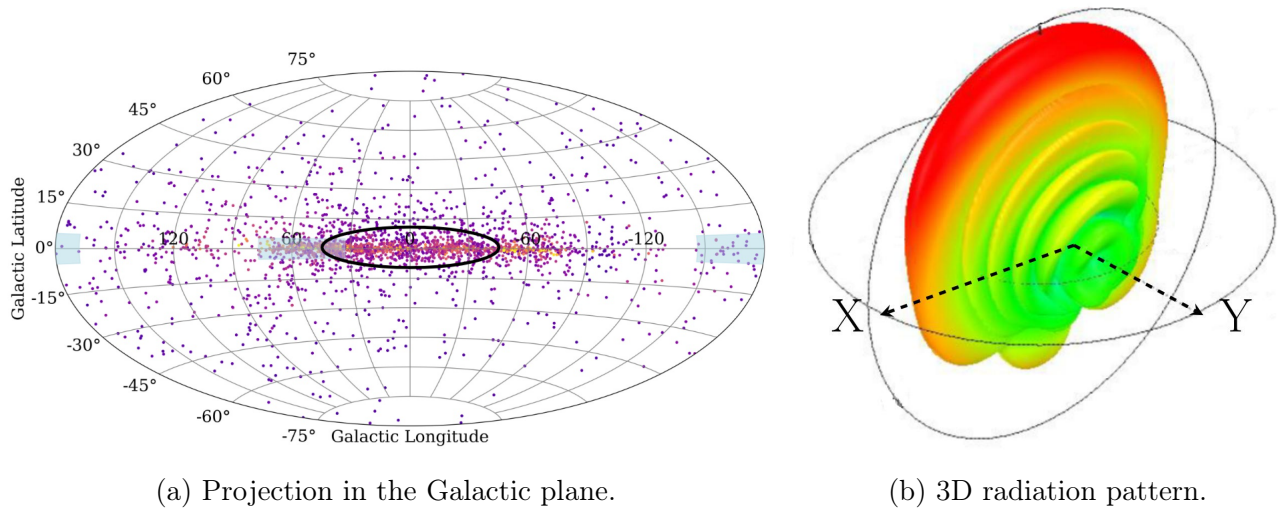 75°
60°
45°
30°
15°
0°
-15°
-30°
-45°
-60°
-75°
120
60
0
-60
-120
Galactic Latitude
Galactic Longitude
X
Y
(a) Projection in the Galactic plane.
(b) 3D radiation pattern.